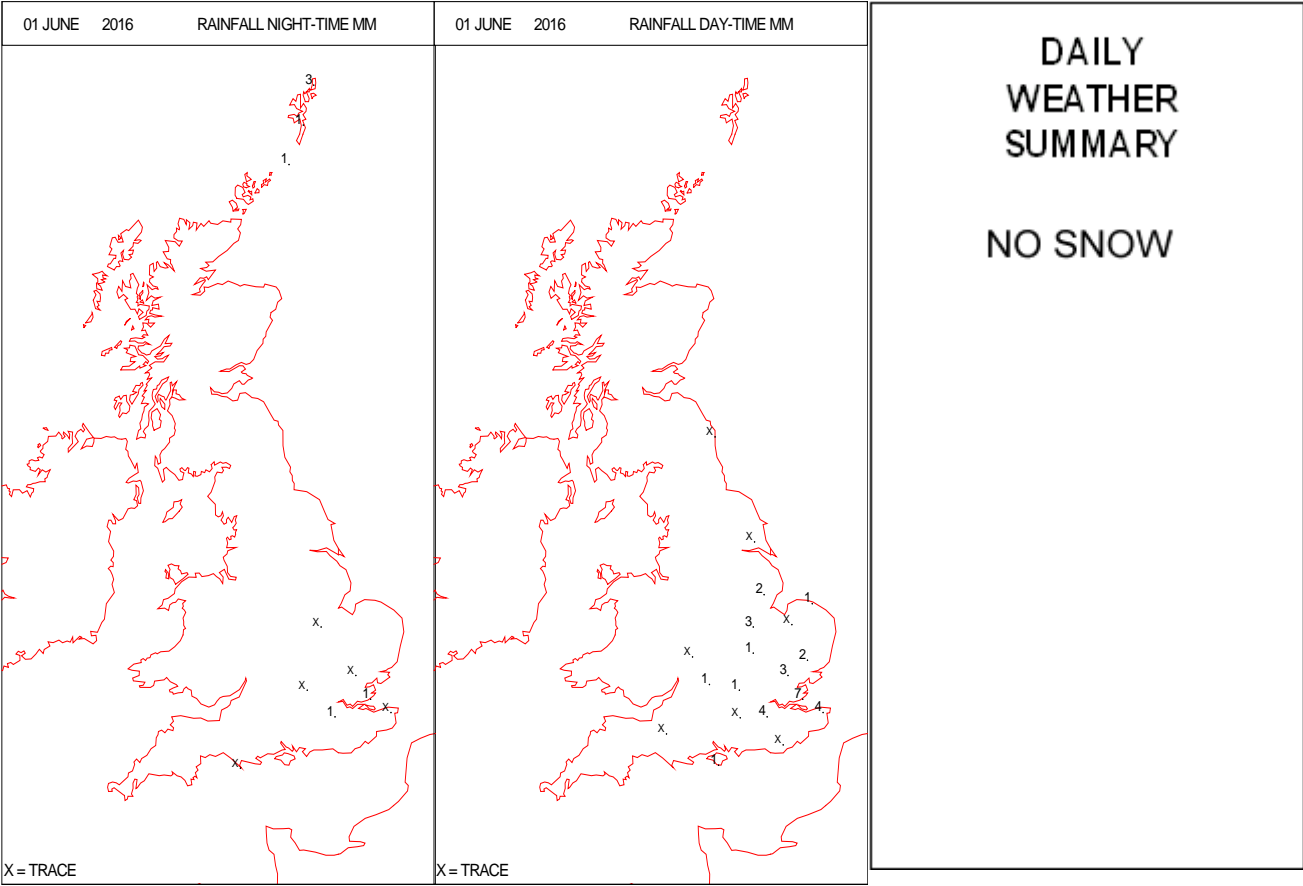 01 JUNE 2016 RAINFALL NIGHT-TIME MM
3.
1.
1.
X.
X.
X.
1.
1.
X.
X.
X = TRACE
01 JUNE 2016 RAINFALL DAY-TIME MM
X.
X.
2.
1.
3.
X.
X.
1.
2.
1.
1.
3.
7.
X.
4.
4.
X.
X.
1.
X = TRACE
DAILY
WEATHER
SUMMARY
NO SNOW